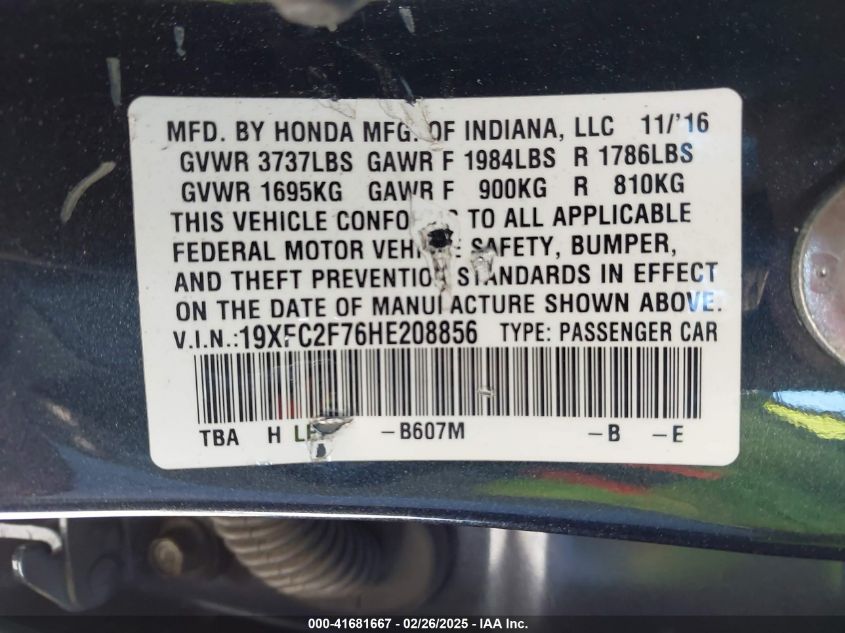 MFD. BY HONDA MFG. OF INDIANA, LLC 11/'16
GVWR 3737LBS GAWR F 1984LBS R 1786LBS
GVWR 1695KG GAWR F 900KG R 810KG
THIS VEHICLE TO ALL APPLICABLE
FEDERAL MOTOR SAFETY, BUMPER,
AND THEFT PREVENTION STANDARDS IN EFFECT
ON THE DATE OF MANUFACTURE SHOWN ABOVE.
V.I.N.:19XFC2F76HE208856 TYPE: PASSENGER CAR
TBA H -B607M -B -E
000-41681667 - 02/26/2025 - IAA Inc.